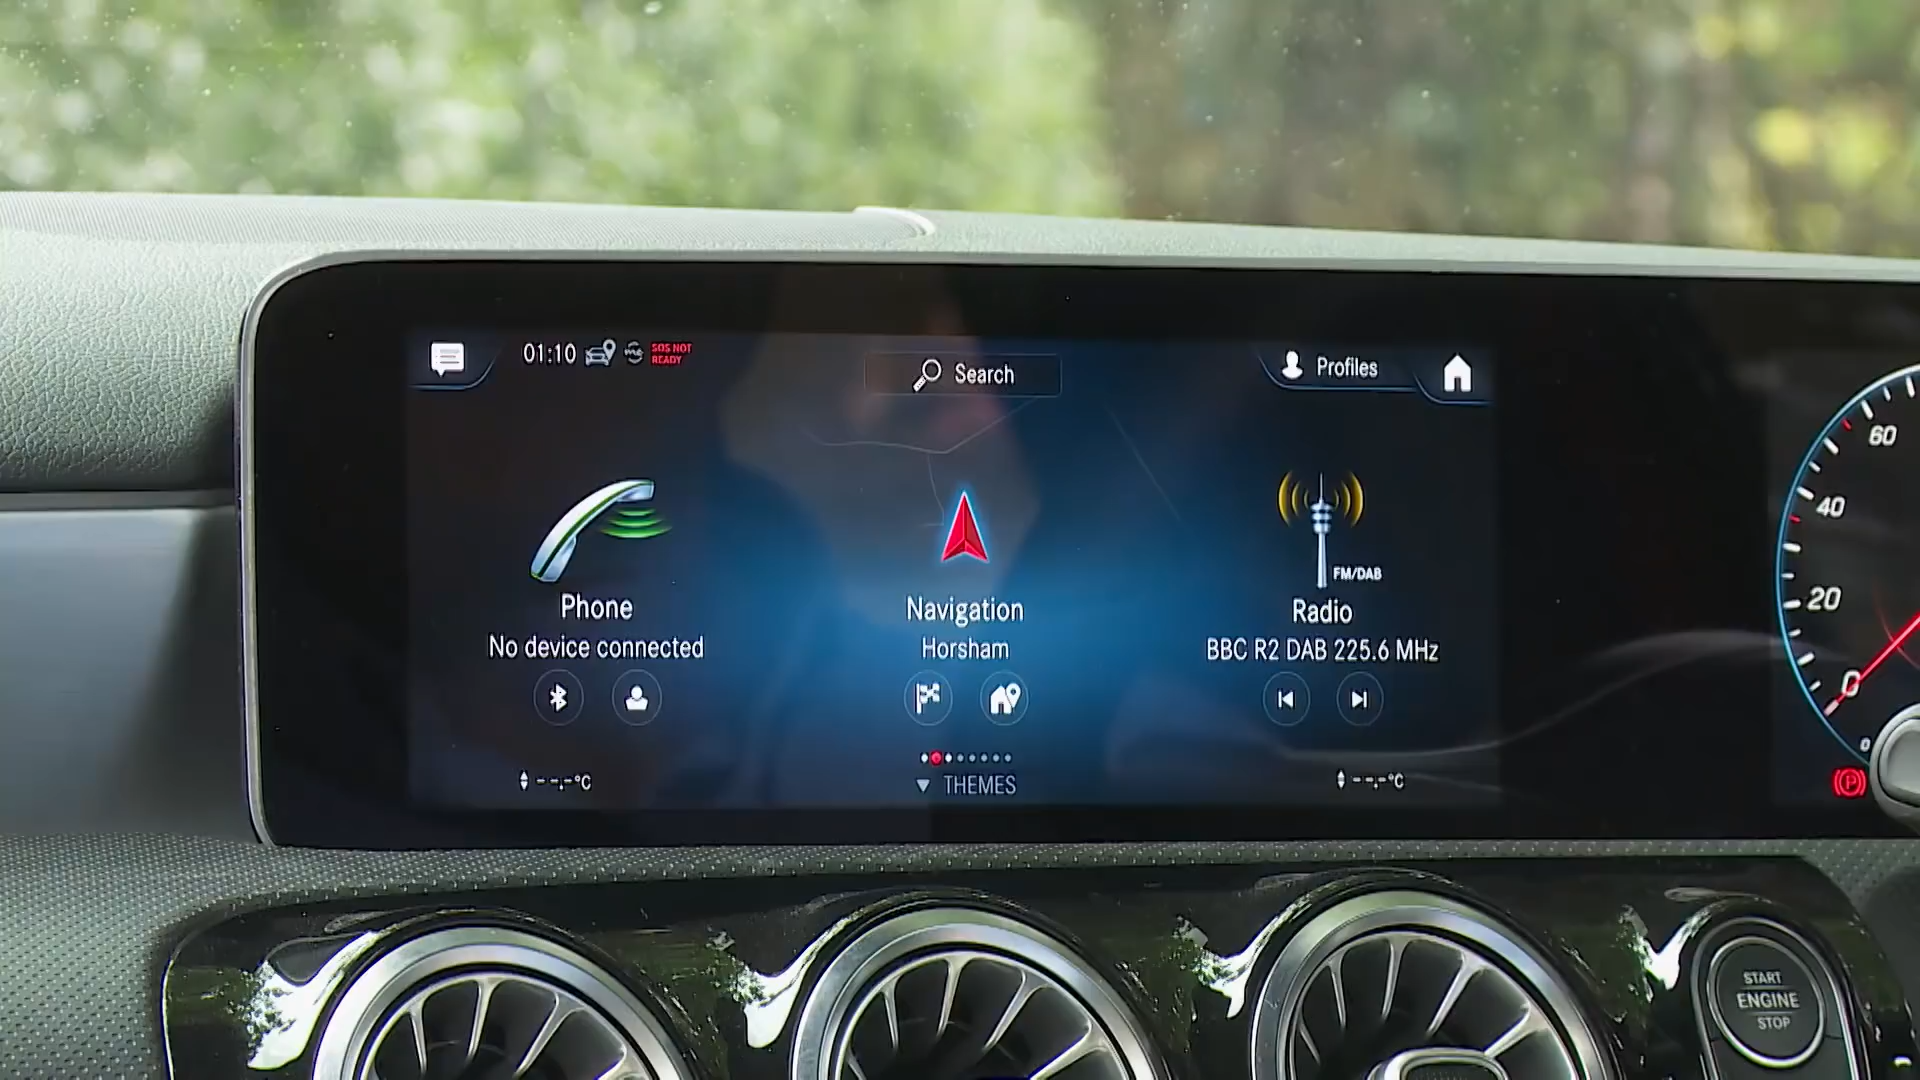 01:10
SOS NOT
READY
Search
Profiles
FM/DAB
Phone
No device connected
Navigation
Horsham
Radio
BBC R2 DAB 225.6 MHz
--.-°C
THEMES
--.-°C
60
40
20
0
0
P
START
ENGINE
STOP